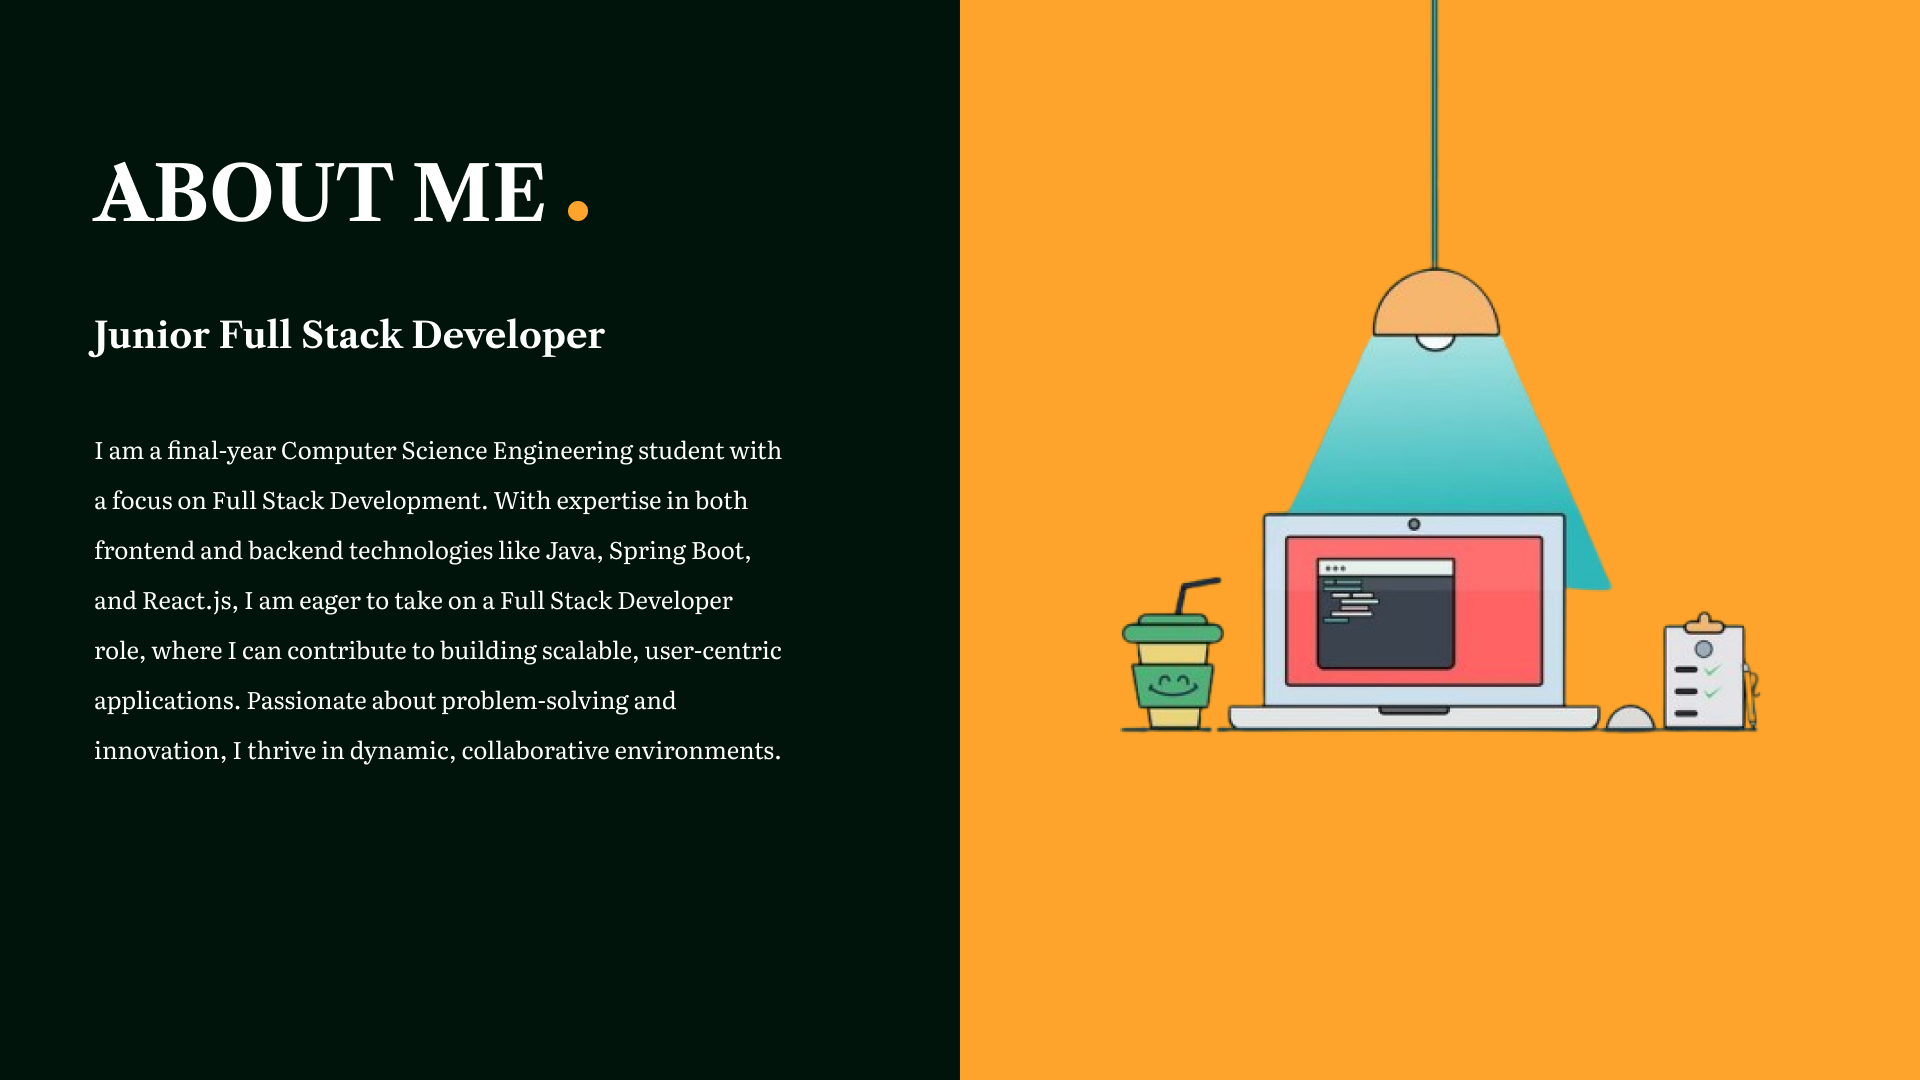 ABOUT ME.
Junior Full Stack Developer
I am a final-year Computer Science Engineering student with
a focus on Full Stack Development. With expertise in both
frontend and backend technologies like Java, Spring Boot,
and React.js, I am eager to take on a Full Stack Developer
role, where I can contribute to building scalable, user-centric
applications. Passionate about problem-solving and
innovation, I thrive in dynamic, collaborative environments.